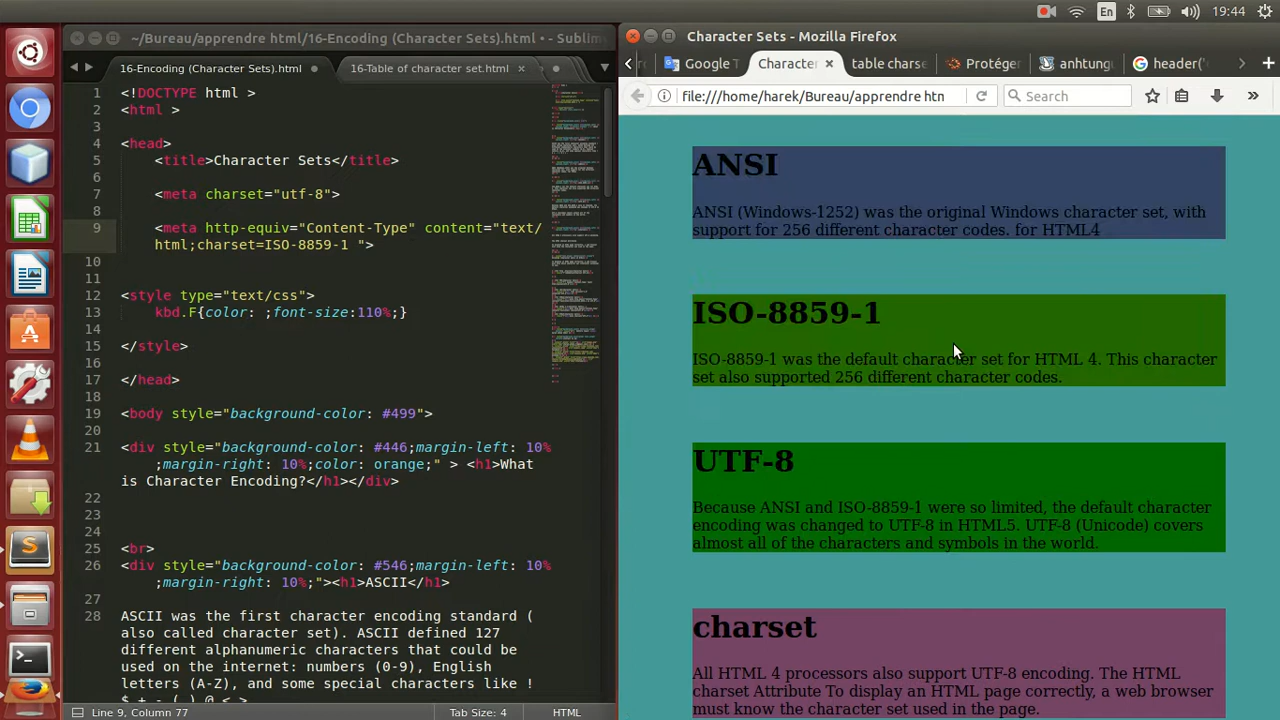 19:44
En
~/Bureau/apprendre html/16-Encoding (Character Sets).html • - Sublime
16-Encoding (Character Sets).html
16-Table of character set.html
1 <!DOCTYPE html >
2 <html >
3
4 <head>
5 <title>Character Sets</title>
6
7 <meta charset="utf-8">
8
9 <meta http-equiv="Content-Type" content="text/
html;charset=ISO-8859-1 ">
10
11
12 <style type="text/css">
13 kbd.F{color: ;font-size:110%;}
14
15 </style>
16
17 </head>
18
19 <body style="background-color: #499">
20
21 <div style="background-color: #446;margin-left: 10%
;margin-right: 10%;color: orange;" > <h1>What
is Character Encoding?</h1></div>
22
23
24
25 <br>
26 <div style="background-color: #546;margin-left: 10%
;margin-right: 10%;"><h1>ASCII</h1>
27
28 ASCII was the first character encoding standard (
also called character set). ASCII defined 127
different alphanumeric characters that could be
used on the internet: numbers (0-9), English
letters (A-Z), and some special characters like !
$ + - ( ) @ < >
Line 9, Column 77
Tab Size: 4
HTML
Character Sets - Mozilla Firefox
Google T
Character
table charse
Protéger
anhtung
header('
file:///home/harek/Bureau/apprendre htn
Search
ANSI
ANSI (Windows-1252) was the original Windows character set, with
support for 256 different character codes. for HTML4
ISO-8859-1
ISO-8859-1 was the default character set for HTML 4. This character
set also supported 256 different character codes.
UTF-8
Because ANSI and ISO-8859-1 were so limited, the default character
encoding was changed to UTF-8 in HTML5. UTF-8 (Unicode) covers
almost all of the characters and symbols in the world.
charset
All HTML 4 processors also support UTF-8 encoding. The HTML
charset Attribute To display an HTML page correctly, a web browser
must know the character set used in the page.